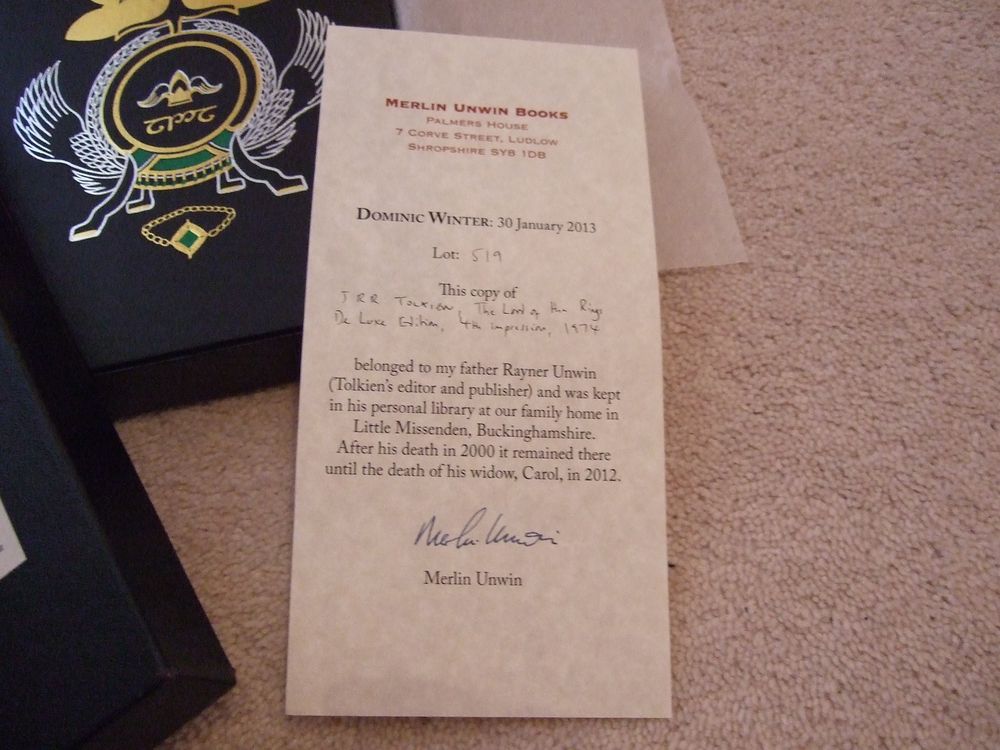 MERLIN UNWIN BOOKS
PALMERS HOUSE
7 CORVE STREET, LUDLOW
SHROPSHIRE SY8 1DB
DOMINIC WINTER: 30 January 2013
Lot: 519
This copy of
J R R Tolkien, The Lord of the Rings
De Luxe Edition, 4th impression, 1974
belonged to my father Rayner Unwin
(Tolkien's editor and publisher) and was kept
in his personal library at our family home in
Little Missenden, Buckinghamshire.
After his death in 2000 it remained there
until the death of his widow, Carol, in 2012.
Merlin Unwin
Merlin Unwin